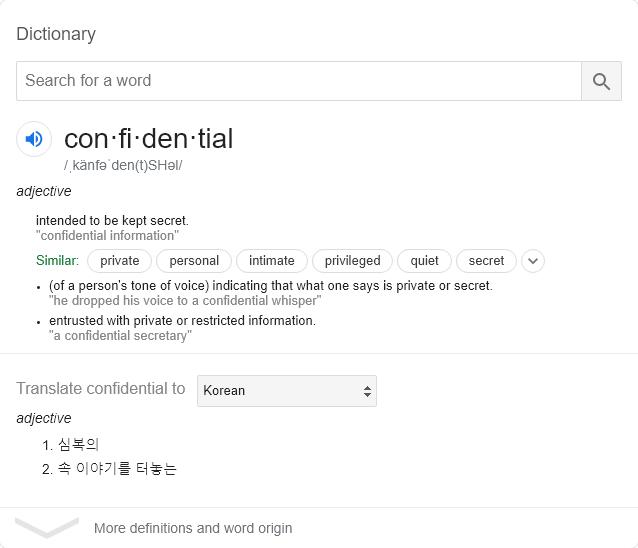 Dictionary
Search for a word
con·fi·den·tial
/ˌkänfəˈden(t)SHəl/
adjective
intended to be kept secret.
"confidential information"
Similar: private personal intimate privileged quiet secret
• (of a person's tone of voice) indicating that what one says is private or secret.
"he dropped his voice to a confidential whisper"
• entrusted with private or restricted information.
"a confidential secretary"
Translate confidential to Korean
adjective
1. 심복의
2. 속 이야기를 터놓는
More definitions and word origin